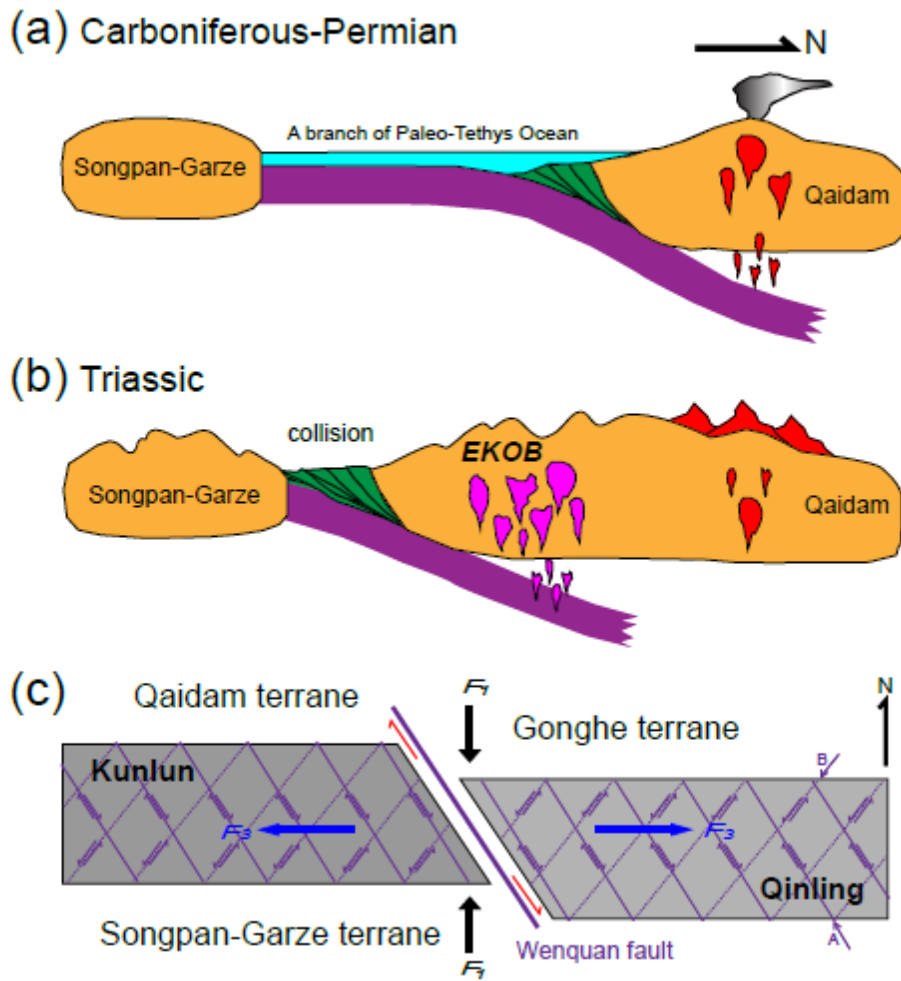 (a) Carboniferous-Permian
N
A branch of Paleo-Tethys Ocean
Songpan-Garze
Qaidam
(b) Triassic
collision
EKOB
Songpan-Garze
Qaidam
(c)
Qaidam terrane
F₁
Gonghe terrane
N
Kunlun
B
F₃
F₃
Qinling
Songpan-Garze terrane
F₁
Wenquan fault
A